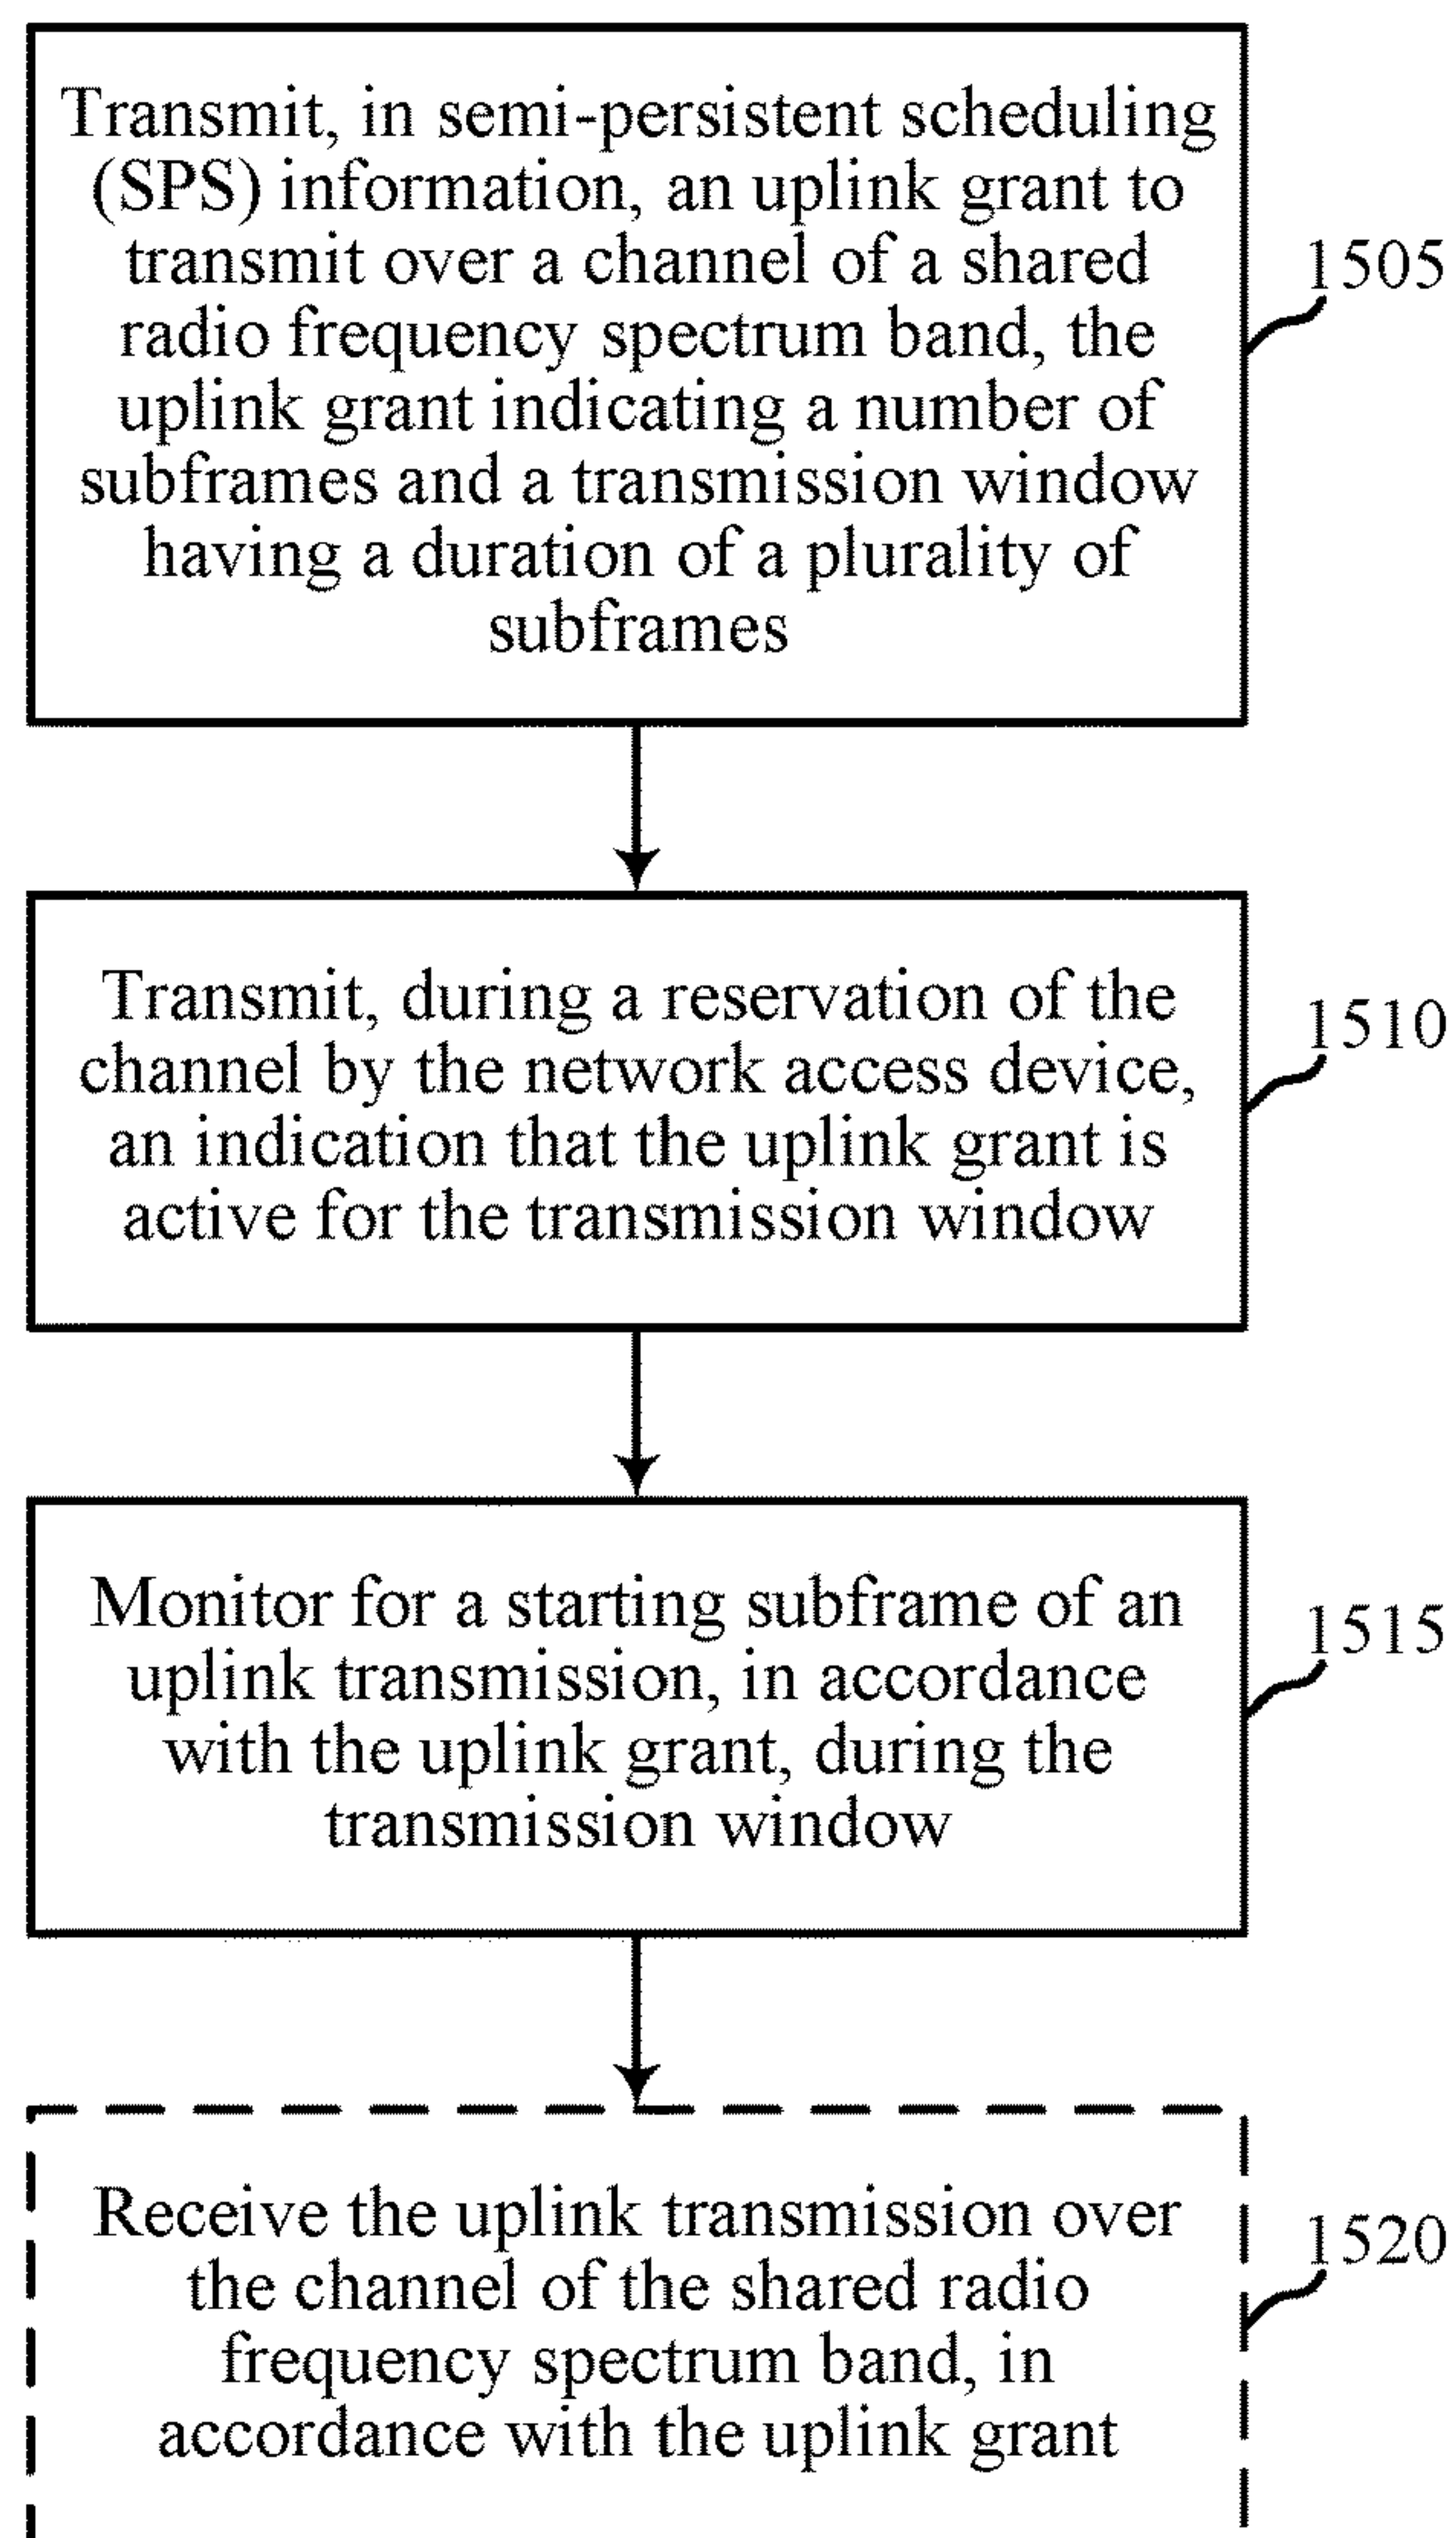 Transmit, in semi-persistent scheduling
(SPS) information, an uplink grant to
transmit over a channel of a shared
radio frequency spectrum band, the
uplink grant indicating a number of
subframes and a transmission window
having a duration of a plurality of
subframes
1505
Transmit, during a reservation of the
channel by the network access device,
an indication that the uplink grant is
active for the transmission window
1510
Monitor for a starting subframe of an
uplink transmission, in accordance
with the uplink grant, during the
transmission window
1515
Receive the uplink transmission over
the channel of the shared radio
frequency spectrum band, in
accordance with the uplink grant
1520